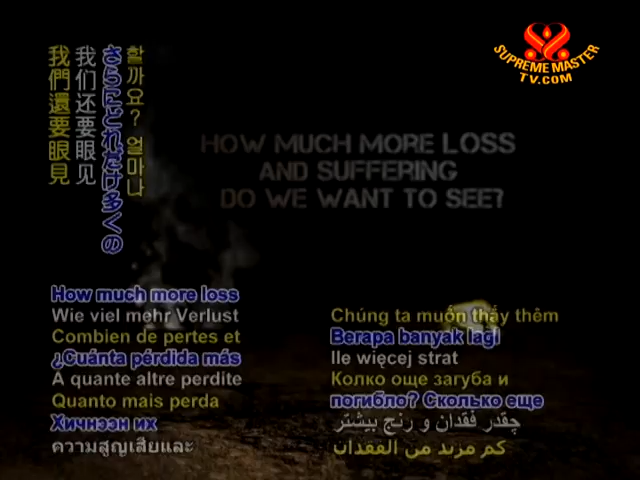 SUPREME MASTER
TV.COM
我們還要眼見
我们还要眼见
さらにどれだけ多くの
할까요? 얼마나
HOW MUCH MORE LOSS
AND SUFFERING
DO WE WANT TO SEE?
How much more loss
Wie viel mehr Verlust
Combien de pertes et
¿Cuánta pérdida más
A quante altre perdite
Quanto mais perda
Хичнээн их
ความสูญเสียและ
Chúng ta muốn thấy thêm
Berapa banyak lagi
Ile więcej strat
Колко още загуба и
погибло? Сколько еще
چقدر فقدان و رنج بیشتر
كم مزيد من الفقدان